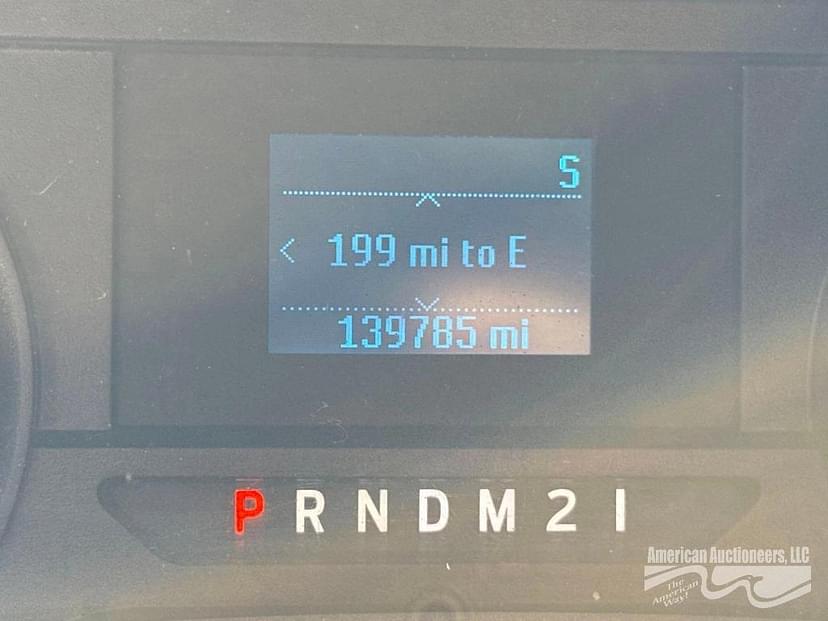 S
199 mi to E
139785 mi
P R N D M 2 1
American Auctioneers, LLC
The
American
Way!